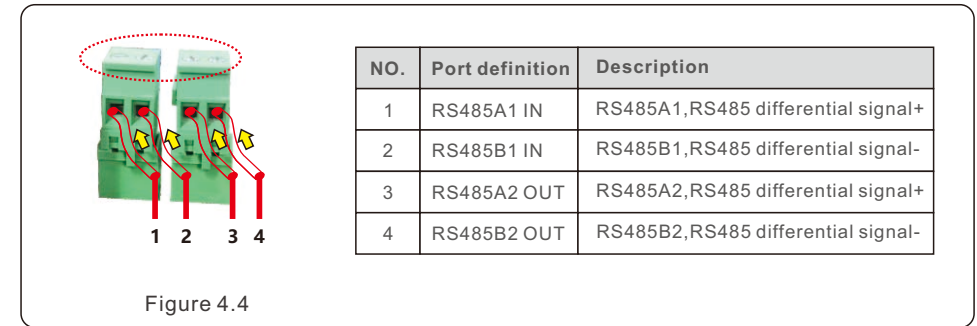 NO. Port definition Description
1 RS485A1 IN RS485A1,RS485 differential signal+
2 RS485B1 IN RS485B1,RS485 differential signal-
3 RS485A2 OUT RS485A2,RS485 differential signal+
4 RS485B2 OUT RS485B2,RS485 differential signal-
1 2 3 4
Figure 4.4